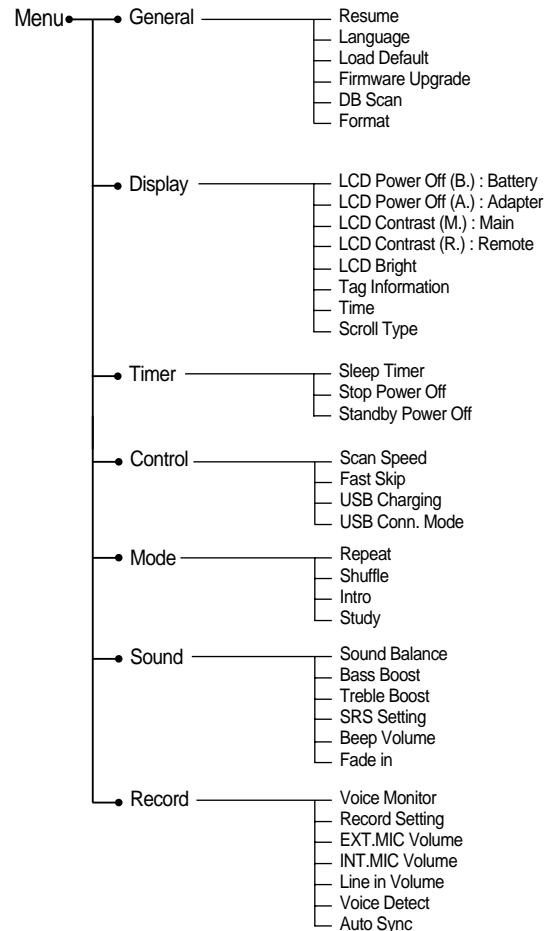 Menu
General
Resume
Language
Load Default
Firmware Upgrade
DB Scan
Format
Display
LCD Power Off (B.) : Battery
LCD Power Off (A.) : Adapter
LCD Contrast (M.) : Main
LCD Contrast (R.) : Remote
LCD Bright
Tag Information
Time
Scroll Type
Timer
Sleep Timer
Stop Power Off
Standby Power Off
Control
Scan Speed
Fast Skip
USB Charging
USB Conn. Mode
Mode
Repeat
Shuffle
Intro
Study
Sound
Sound Balance
Bass Boost
Treble Boost
SRS Setting
Beep Volume
Fade in
Record
Voice Monitor
Record Setting
EXT.MIC Volume
INT.MIC Volume
Line in Volume
Voice Detect
Auto Sync